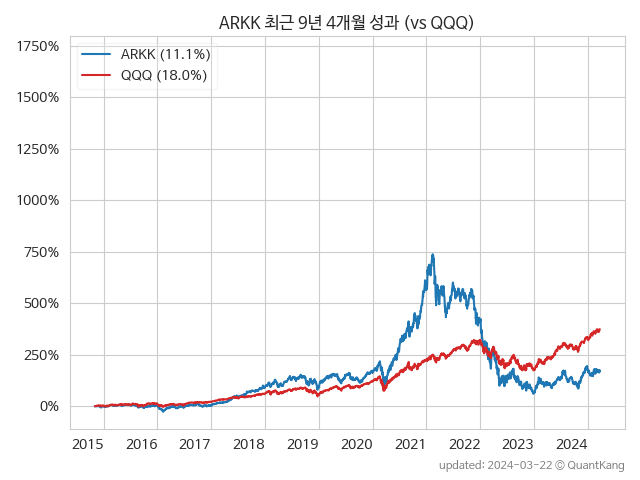 ARKK 최근 9년 4개월 성과 (vs QQQ)
1750%
1500%
1250%
1000%
750%
500%
250%
0%
ARKK (11.1%)
QQQ (18.0%)
2015 2016 2017 2018 2019 2020 2021 2022 2023 2024
updated: 2024-03-22 © QuantKang